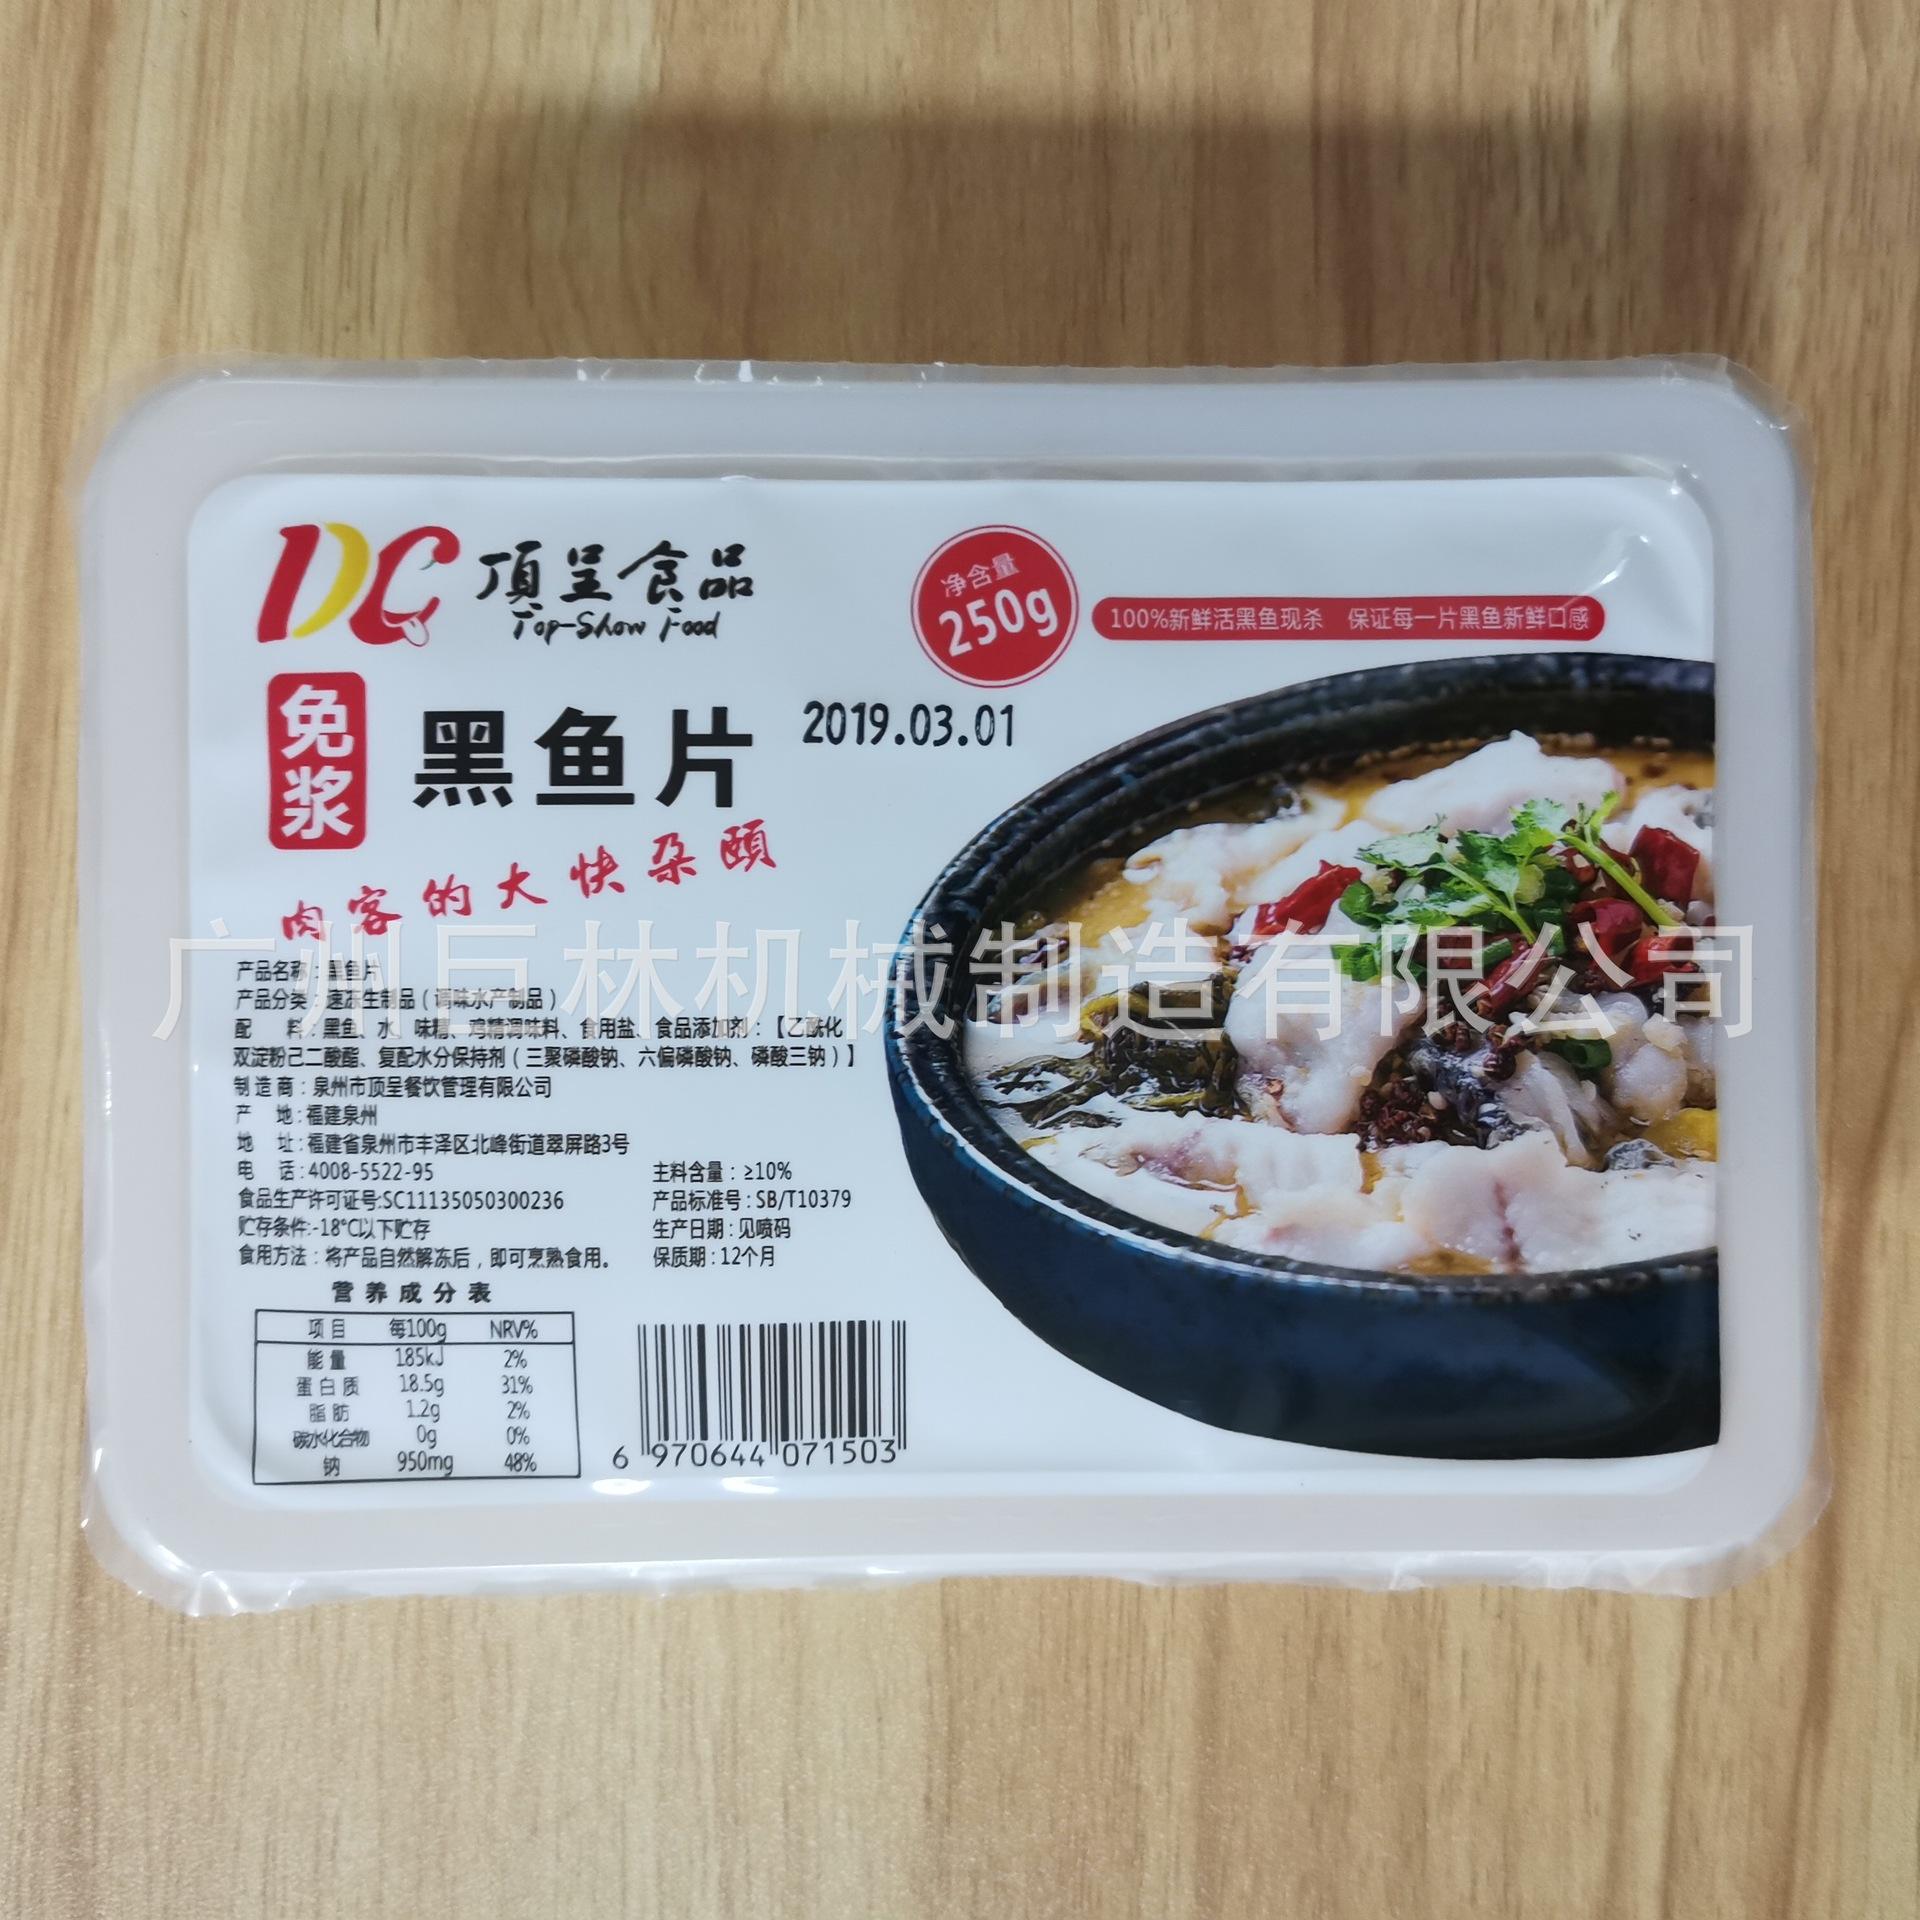 DC 頂呈食品
Top-Show Food
净含量
250g
100%新鲜活黑鱼现杀 保证每一片黑鱼新鲜口感
免浆
黑鱼片
2019.03.01
肉客的大快朵頤
广州巨林机械制造有限公司
产品名称:黑鱼片
产品分类:速冻生制品(调味水产制品)
配 料:黑鱼、水、味精、鸡精调味料、食用盐、食品添加剂:【乙酰化
双淀粉己二酸酯、复配水分保持剂(三聚磷酸钠、六偏磷酸钠、磷酸三钠)】
制造商:泉州市顶呈餐饮管理有限公司
产 地:福建泉州
地 址:福建省泉州市丰泽区北峰街道翠屏路3号
电 话:4008-5522-95
主料含量:≥10%
食品生产许可证号:SC11135050300236
产品标准号:SB/T10379
贮存条件:-18°C以下贮存
生产日期:见喷码
食用方法:将产品自然解冻后,即可烹熟食用。
保质期:12个月
营养成分表
项目 每100g NRV%
能量 185kJ 2%
蛋白质 18.5g 31%
脂肪 1.2g 2%
碳水化合物 0g 0%
钠 950mg 48%
6 970644 071503